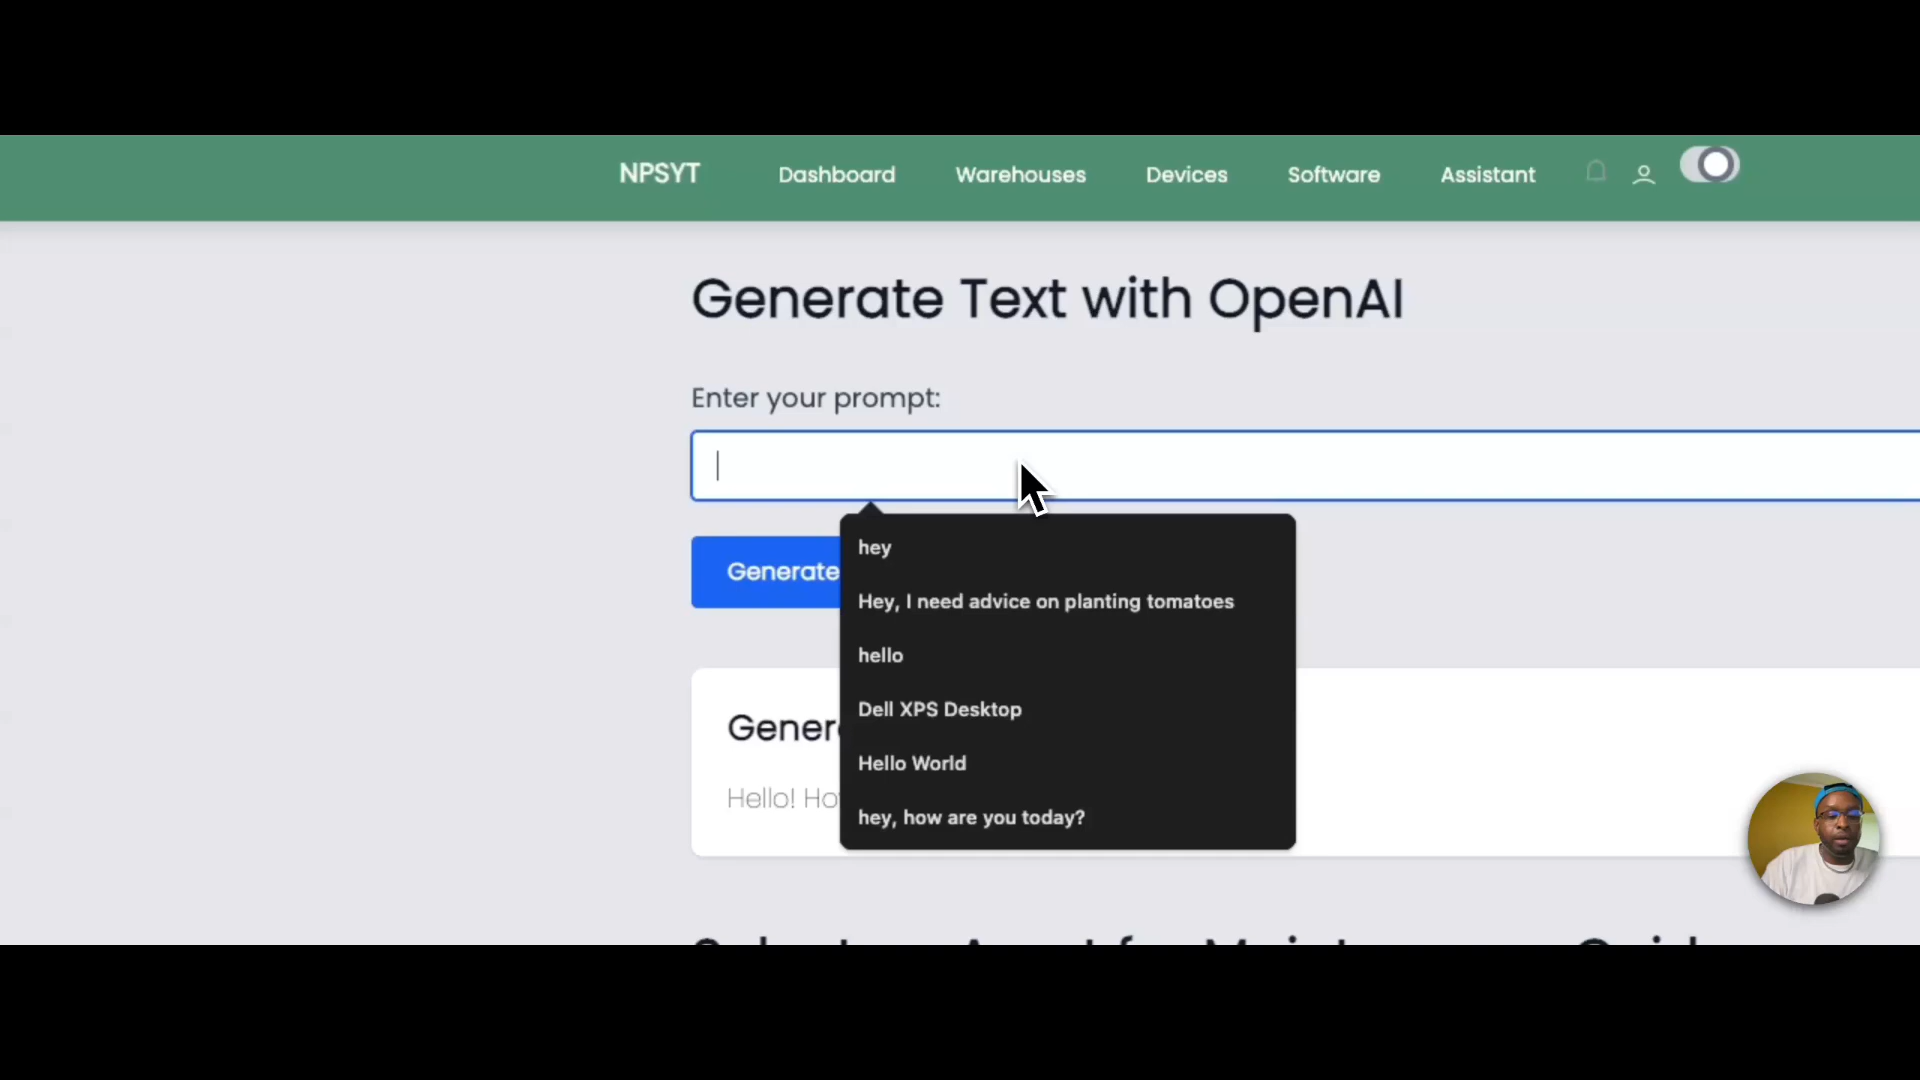 NPSYT Dashboard Warehouses Devices Software Assistant
Generate Text with OpenAI
Enter your prompt:
Generate
hey
Hey, I need advice on planting tomatoes
hello
Dell XPS Desktop
Hello World
hey, how are you today?
Hello!